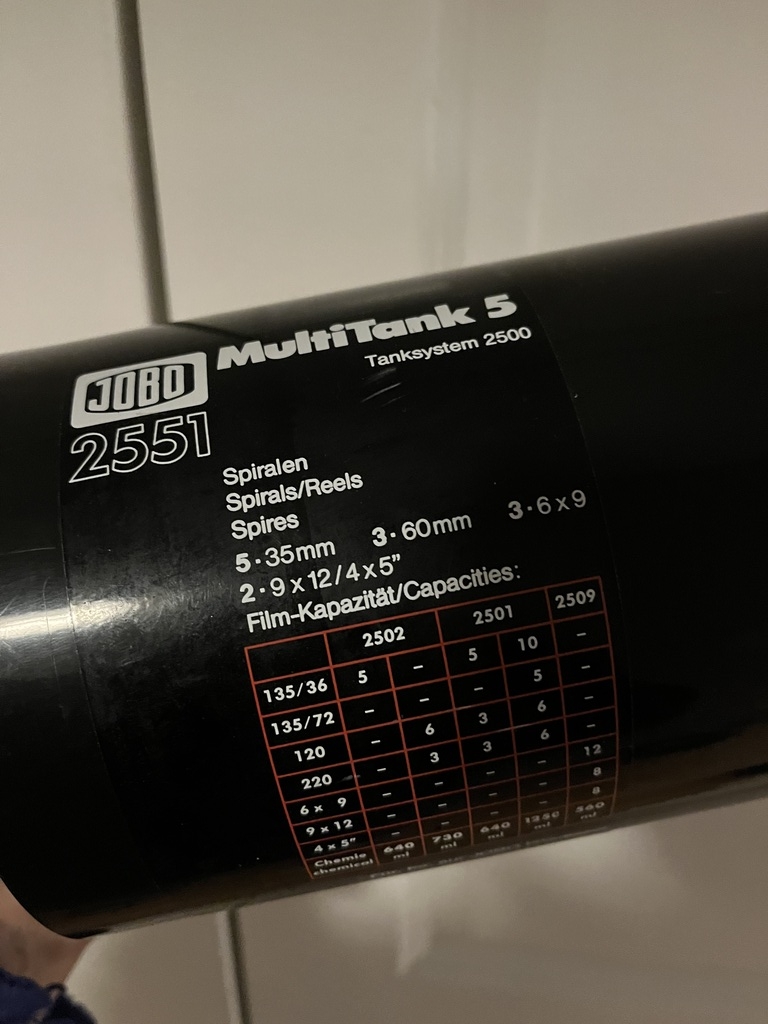 JOBO MultiTank 5
Tanksystem 2500
2551
Spiralen
Spirals/Reels
Spires
5·35mm 3·60mm 3·6x9
2·9x12/4x5"
Film-Kapazität/Capacities:
2502 2501 2509
135/36 5 – 5 10 –
135/72 – – – 5 –
120 – 6 3 6 –
220 – 3 3 6 –
6x 9 – – – – 12
9x12 – – – – 8
4x5" – – – – 8
Chemie 640 730 640 1250 560
chemical ml ml ml ml ml